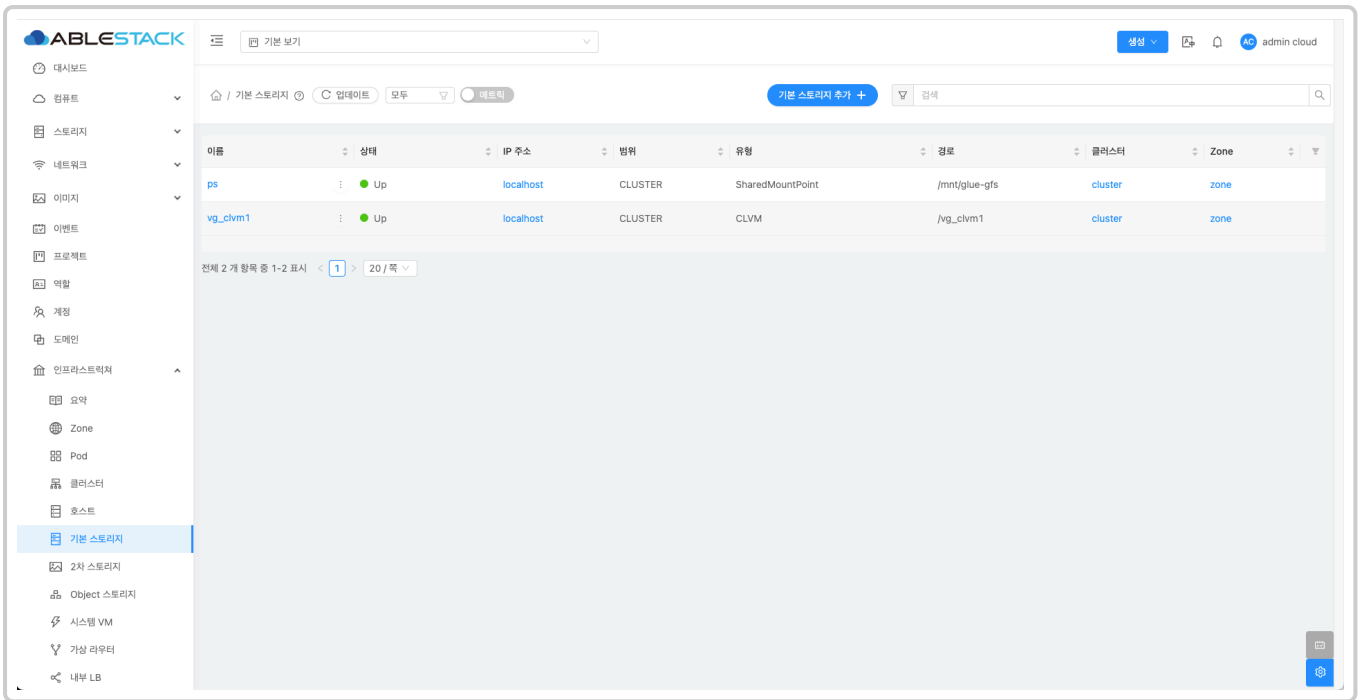 ABLESTACK
기본 보기
생성
AC
admin cloud
대시보드
컴퓨트
스토리지
네트워크
이미지
이벤트
프로젝트
역할
계정
도메인
인프라스트럭쳐
요약
Zone
Pod
클러스터
호스트
기본 스토리지
2차 스토리지
Object 스토리지
시스템 VM
가상 라우터
내부 LB
/ 기본 스토리지 업데이트 모두 메트릭
기본 스토리지 추가 +
검색
이름 상태 IP 주소 범위 유형 경로 클러스터 Zone
ps Up localhost CLUSTER SharedMountPoint /mnt/glue-gfs cluster zone
vg_clvm1 Up localhost CLUSTER CLVM /vg_clvm1 cluster zone
전체 2 개 항목 중 1-2 표시 < 1 > 20 / 쪽